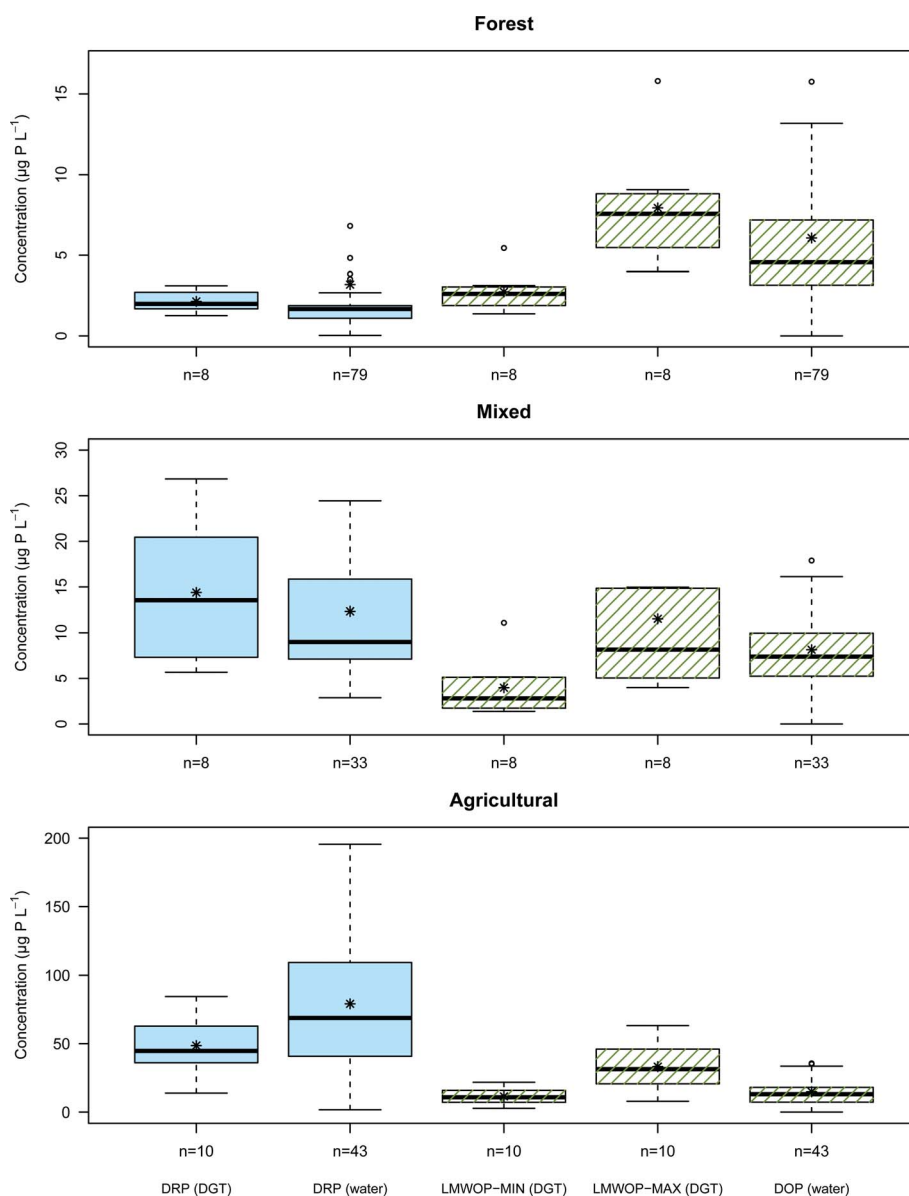 Forest
Concentration (µg P L⁻¹)
15
10
5
0
n=8 n=79 n=8 n=8 n=79
Mixed
Concentration (µg P L⁻¹)
30
25
20
15
10
5
0
n=8 n=33 n=8 n=8 n=33
Agricultural
Concentration (µg P L⁻¹)
200
150
100
50
0
n=10 n=43 n=10 n=10 n=43
DRP (DGT) DRP (water) LMWOP−MIN (DGT) LMWOP−MAX (DGT) DOP (water)